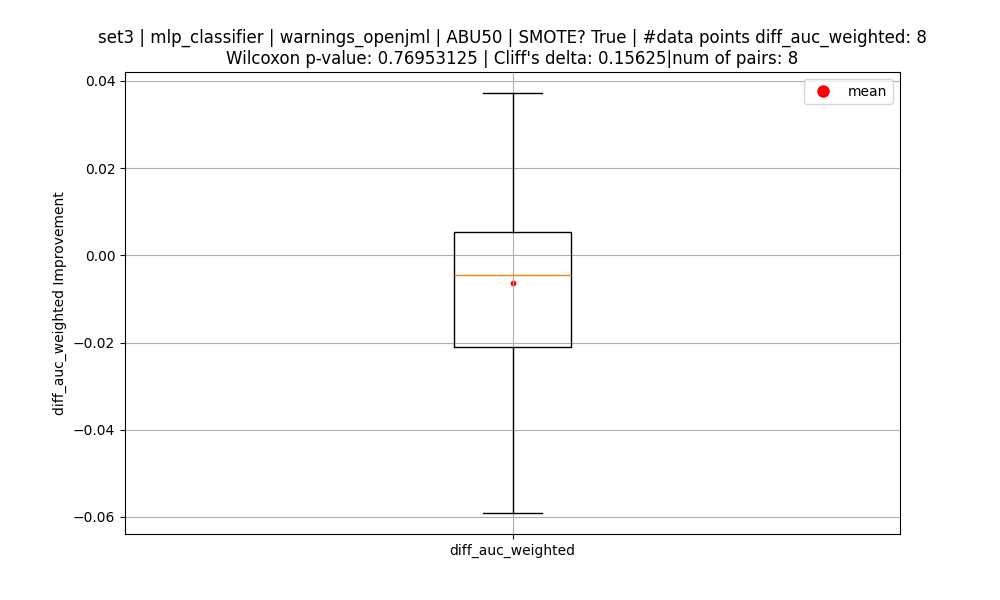 set3 | mlp_classifier | warnings_openjml | ABU50 | SMOTE? True | #data points diff_auc_weighted: 8
Wilcoxon p-value: 0.76953125 | Cliff's delta: 0.15625|num of pairs: 8
mean
0.04
0.02
0.00
−0.02
−0.04
−0.06
diff_auc_weighted Improvement
diff_auc_weighted